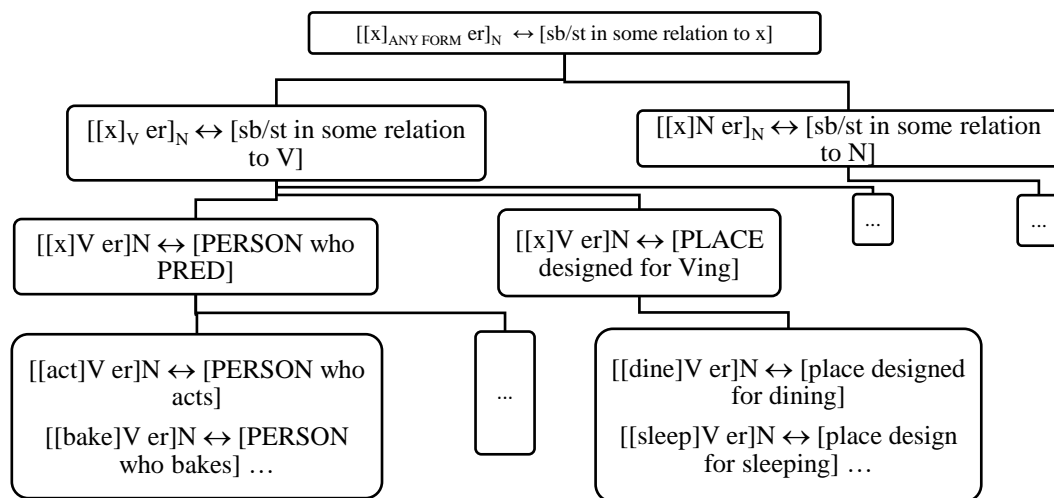 [[x]ANY FORM er]N ↔ [sb/st in some relation to x]
[[x]V er]N ↔ [sb/st in some relation
to V]
[[x]N er]N ↔ [sb/st in some relation
to N]
[[x]V er]N ↔ [PERSON who
PRED]
[[x]V er]N ↔ [PLACE
designed for Ving]
...
...
[[act]V er]N ↔ [PERSON who
acts]
[[bake]V er]N ↔ [PERSON
who bakes] …
...
[[dine]V er]N ↔ [place designed
for dining]
[[sleep]V er]N ↔ [place design
for sleeping] …